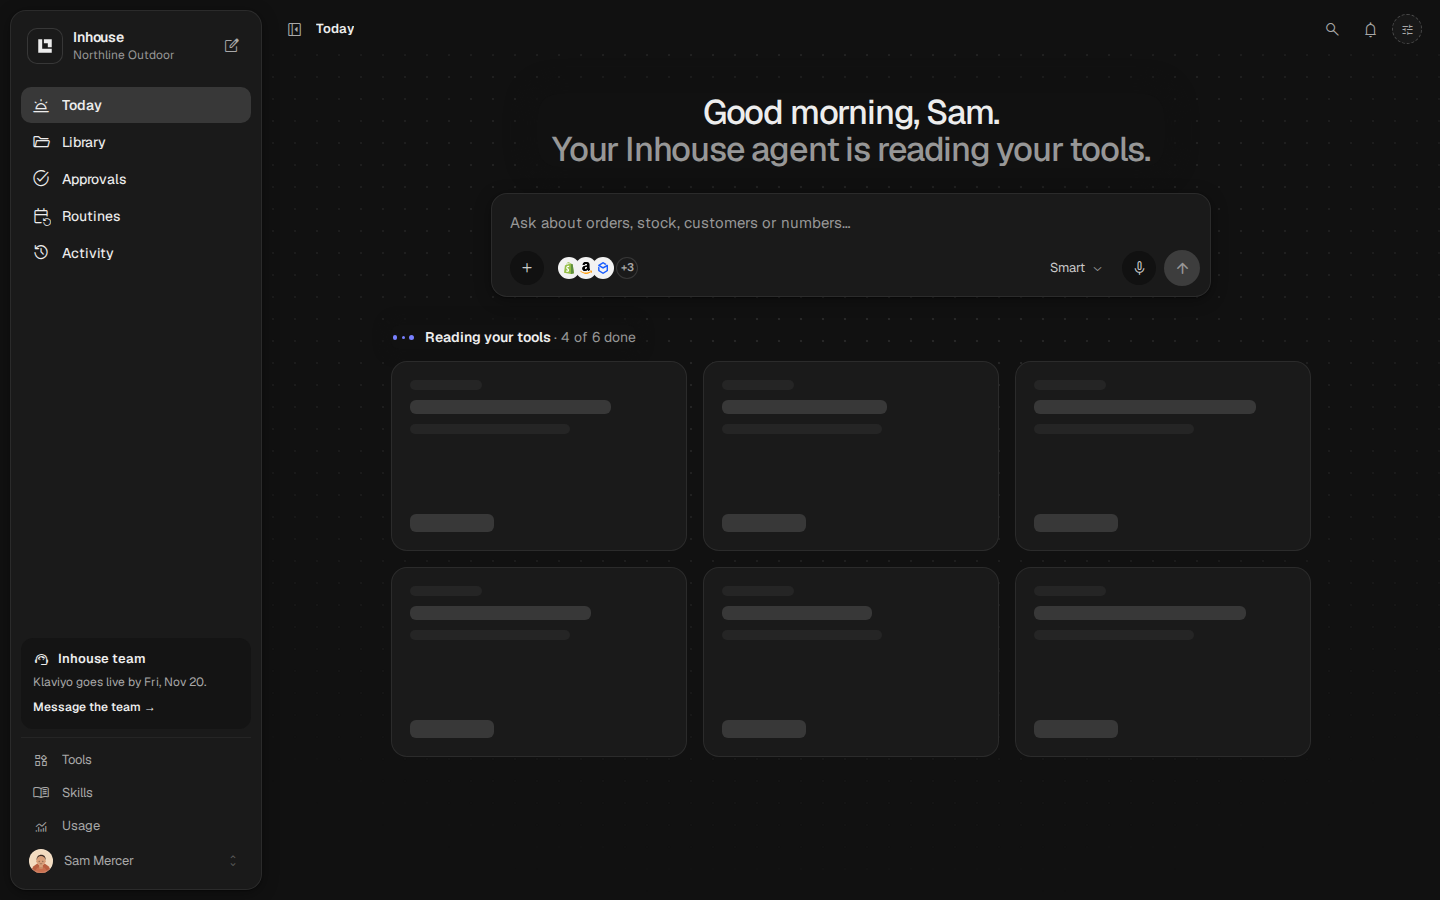 Inhouse
Northline Outdoor
Today
Library
Approvals
Routines
Activity
Inhouse team
Klaviyo goes live by Fri, Nov 20.
Message the team →
Tools
Skills
Usage
Sam Mercer
Today
Good morning, Sam.
Your Inhouse agent is reading your tools.
Ask about orders, stock, customers or numbers…
+3
Smart
Reading your tools · 4 of 6 done